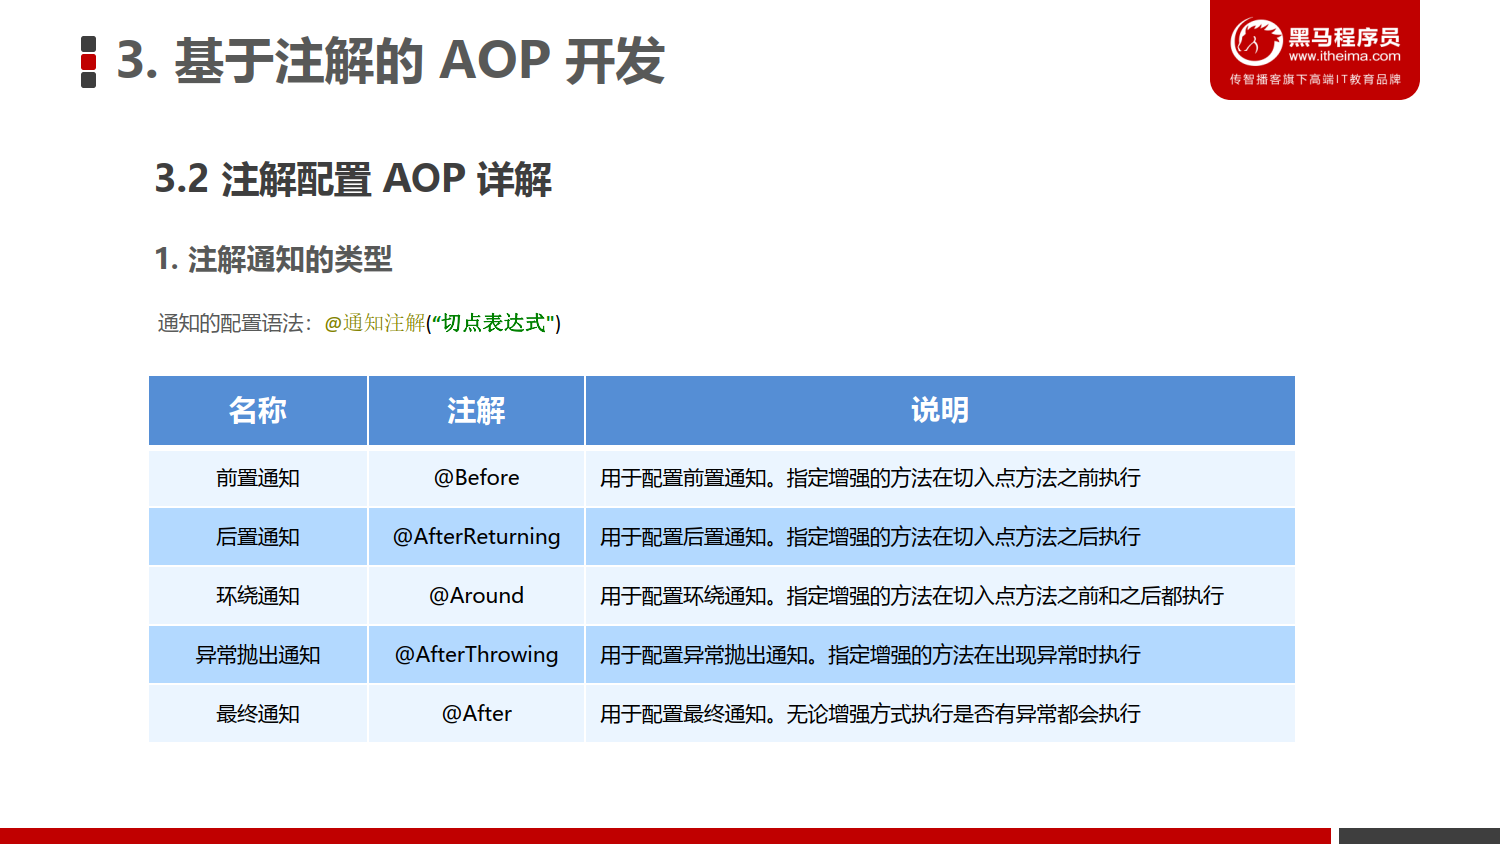 3. 基于注解的 AOP 开发
黑马程序员
www.itheima.com
传智播客旗下高端IT教育品牌
3.2 注解配置 AOP 详解
1. 注解通知的类型
通知的配置语法：@通知注解(“切点表达式")
名称 注解 说明
前置通知 @Before 用于配置前置通知。指定增强的方法在切入点方法之前执行
后置通知 @AfterReturning 用于配置后置通知。指定增强的方法在切入点方法之后执行
环绕通知 @Around 用于配置环绕通知。指定增强的方法在切入点方法之前和之后都执行
异常抛出通知 @AfterThrowing 用于配置异常抛出通知。指定增强的方法在出现异常时执行
最终通知 @After 用于配置最终通知。无论增强方式执行是否有异常都会执行